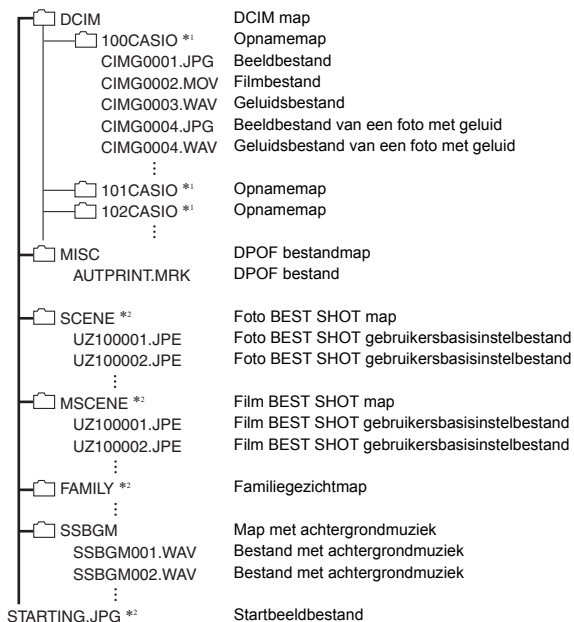 DCIM DCIM map
100CASIO *1 Opnamemap
CIMG0001.JPG Beeldbestand
CIMG0002.MOV Filmbestand
CIMG0003.WAV Geluidsbestand
CIMG0004.JPG Beeldbestand van een foto met geluid
CIMG0004.WAV Geluidsbestand van een foto met geluid
101CASIO *1 Opnamemap
102CASIO *1 Opnamemap
MISC DPOF bestandmap
AUTPRINT.MRK DPOF bestand
SCENE *2 Foto BEST SHOT map
UZ100001.JPE Foto BEST SHOT gebruikersbasisinstelbestand
UZ100002.JPE Foto BEST SHOT gebruikersbasisinstelbestand
MSCENE *2 Film BEST SHOT map
UZ100001.JPE Film BEST SHOT gebruikersbasisinstelbestand
UZ100002.JPE Film BEST SHOT gebruikersbasisinstelbestand
FAMILY *2 Familiegezichtmap
SSBGM Map met achtergrondmuziek
SSBGM001.WAV Bestand met achtergrondmuziek
SSBGM002.WAV Bestand met achtergrondmuziek
STARTING.JPG *2 Startbeeldbestand